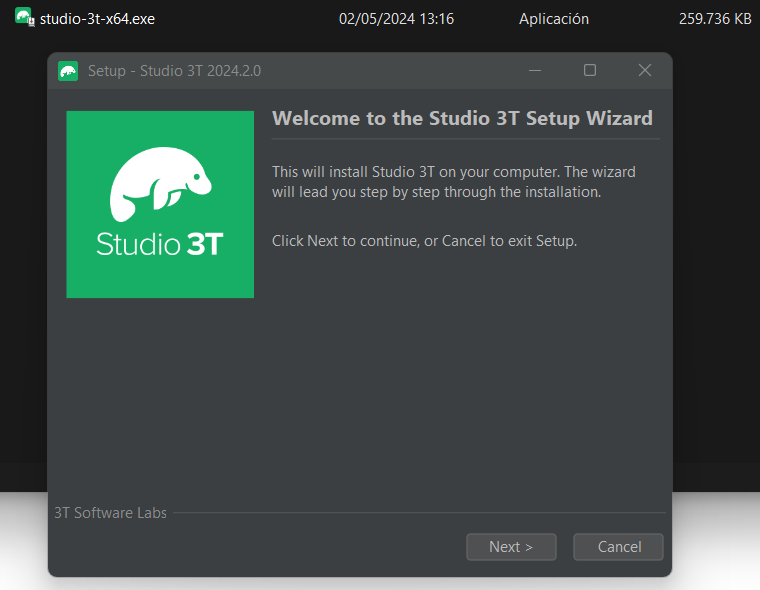 studio-3t-x64.exe 02/05/2024 13:16 Aplicación 259.736 KB
Setup - Studio 3T 2024.2.0
Welcome to the Studio 3T Setup Wizard
This will install Studio 3T on your computer. The wizard
will lead you step by step through the installation.
Click Next to continue, or Cancel to exit Setup.
Studio 3T
3T Software Labs
Next > Cancel